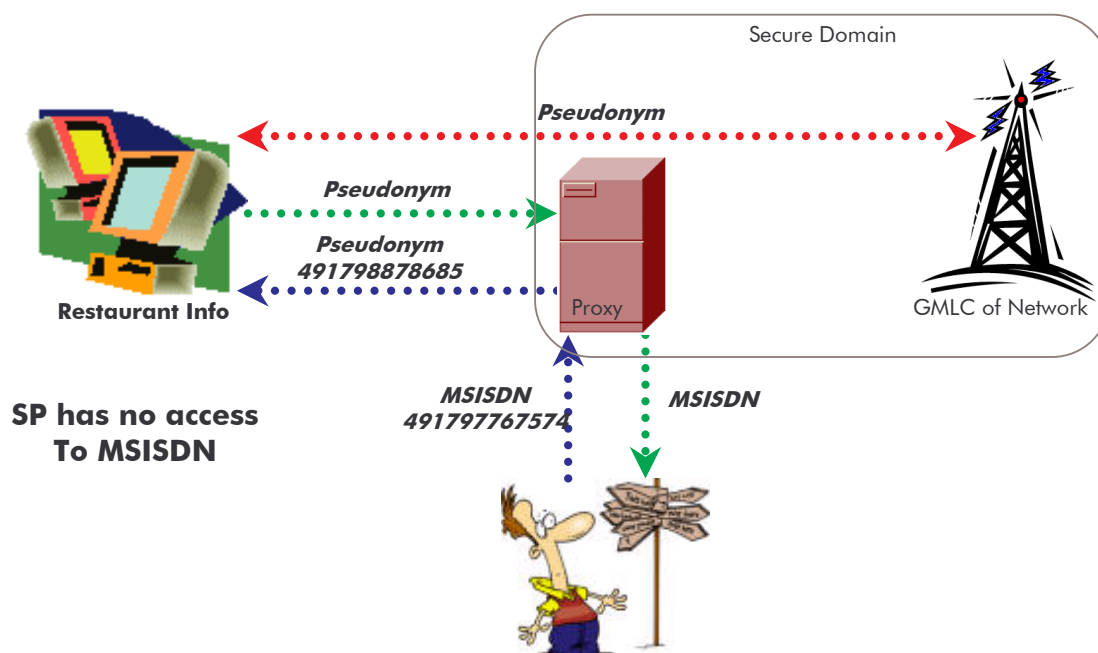 Secure Domain
Pseudonym
Pseudonym
Pseudonym
491798878685
Restaurant Info
Proxy
GMLC of Network
MSISDN
491797767574
MSISDN
SP has no access
To MSISDN